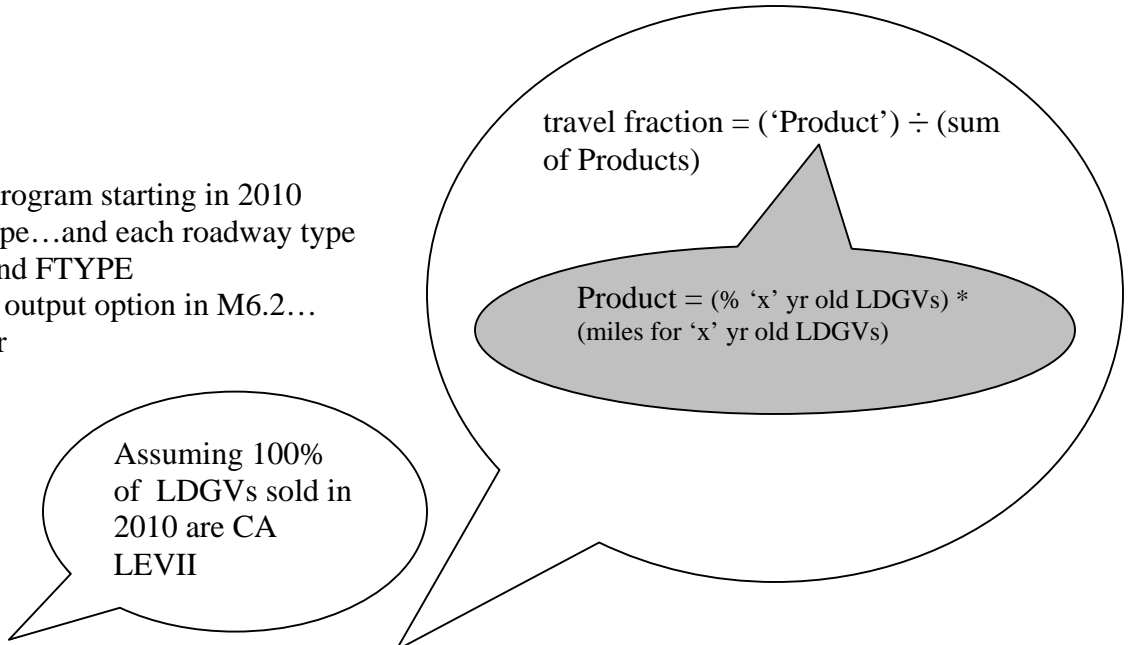 travel fraction = (‘Product’) ÷ (sum
of Products)
rogram starting in 2010
pe…and each roadway type
nd FTYPE
output option in M6.2…
r
Product = (% ‘x’ yr old LDGVs) *
(miles for ‘x’ yr old LDGVs)
Assuming 100%
of LDGVs sold in
2010 are CA
LEVII